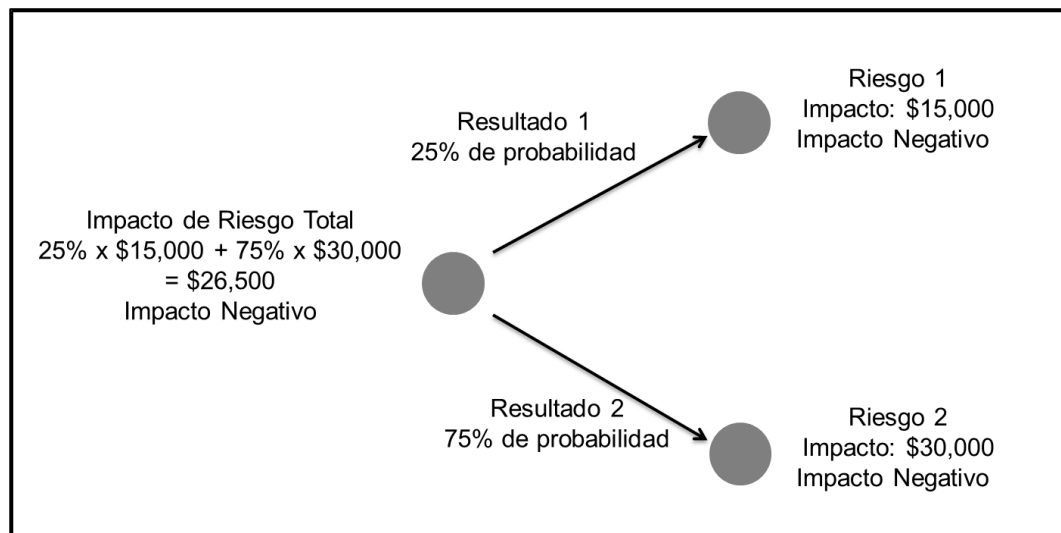 Riesgo 1
Impacto: $15,000
Impacto Negativo
Resultado 1
25% de probabilidad
Impacto de Riesgo Total
25% x $15,000 + 75% x $30,000
= $26,500
Impacto Negativo
Resultado 2
75% de probabilidad
Riesgo 2
Impacto: $30,000
Impacto Negativo